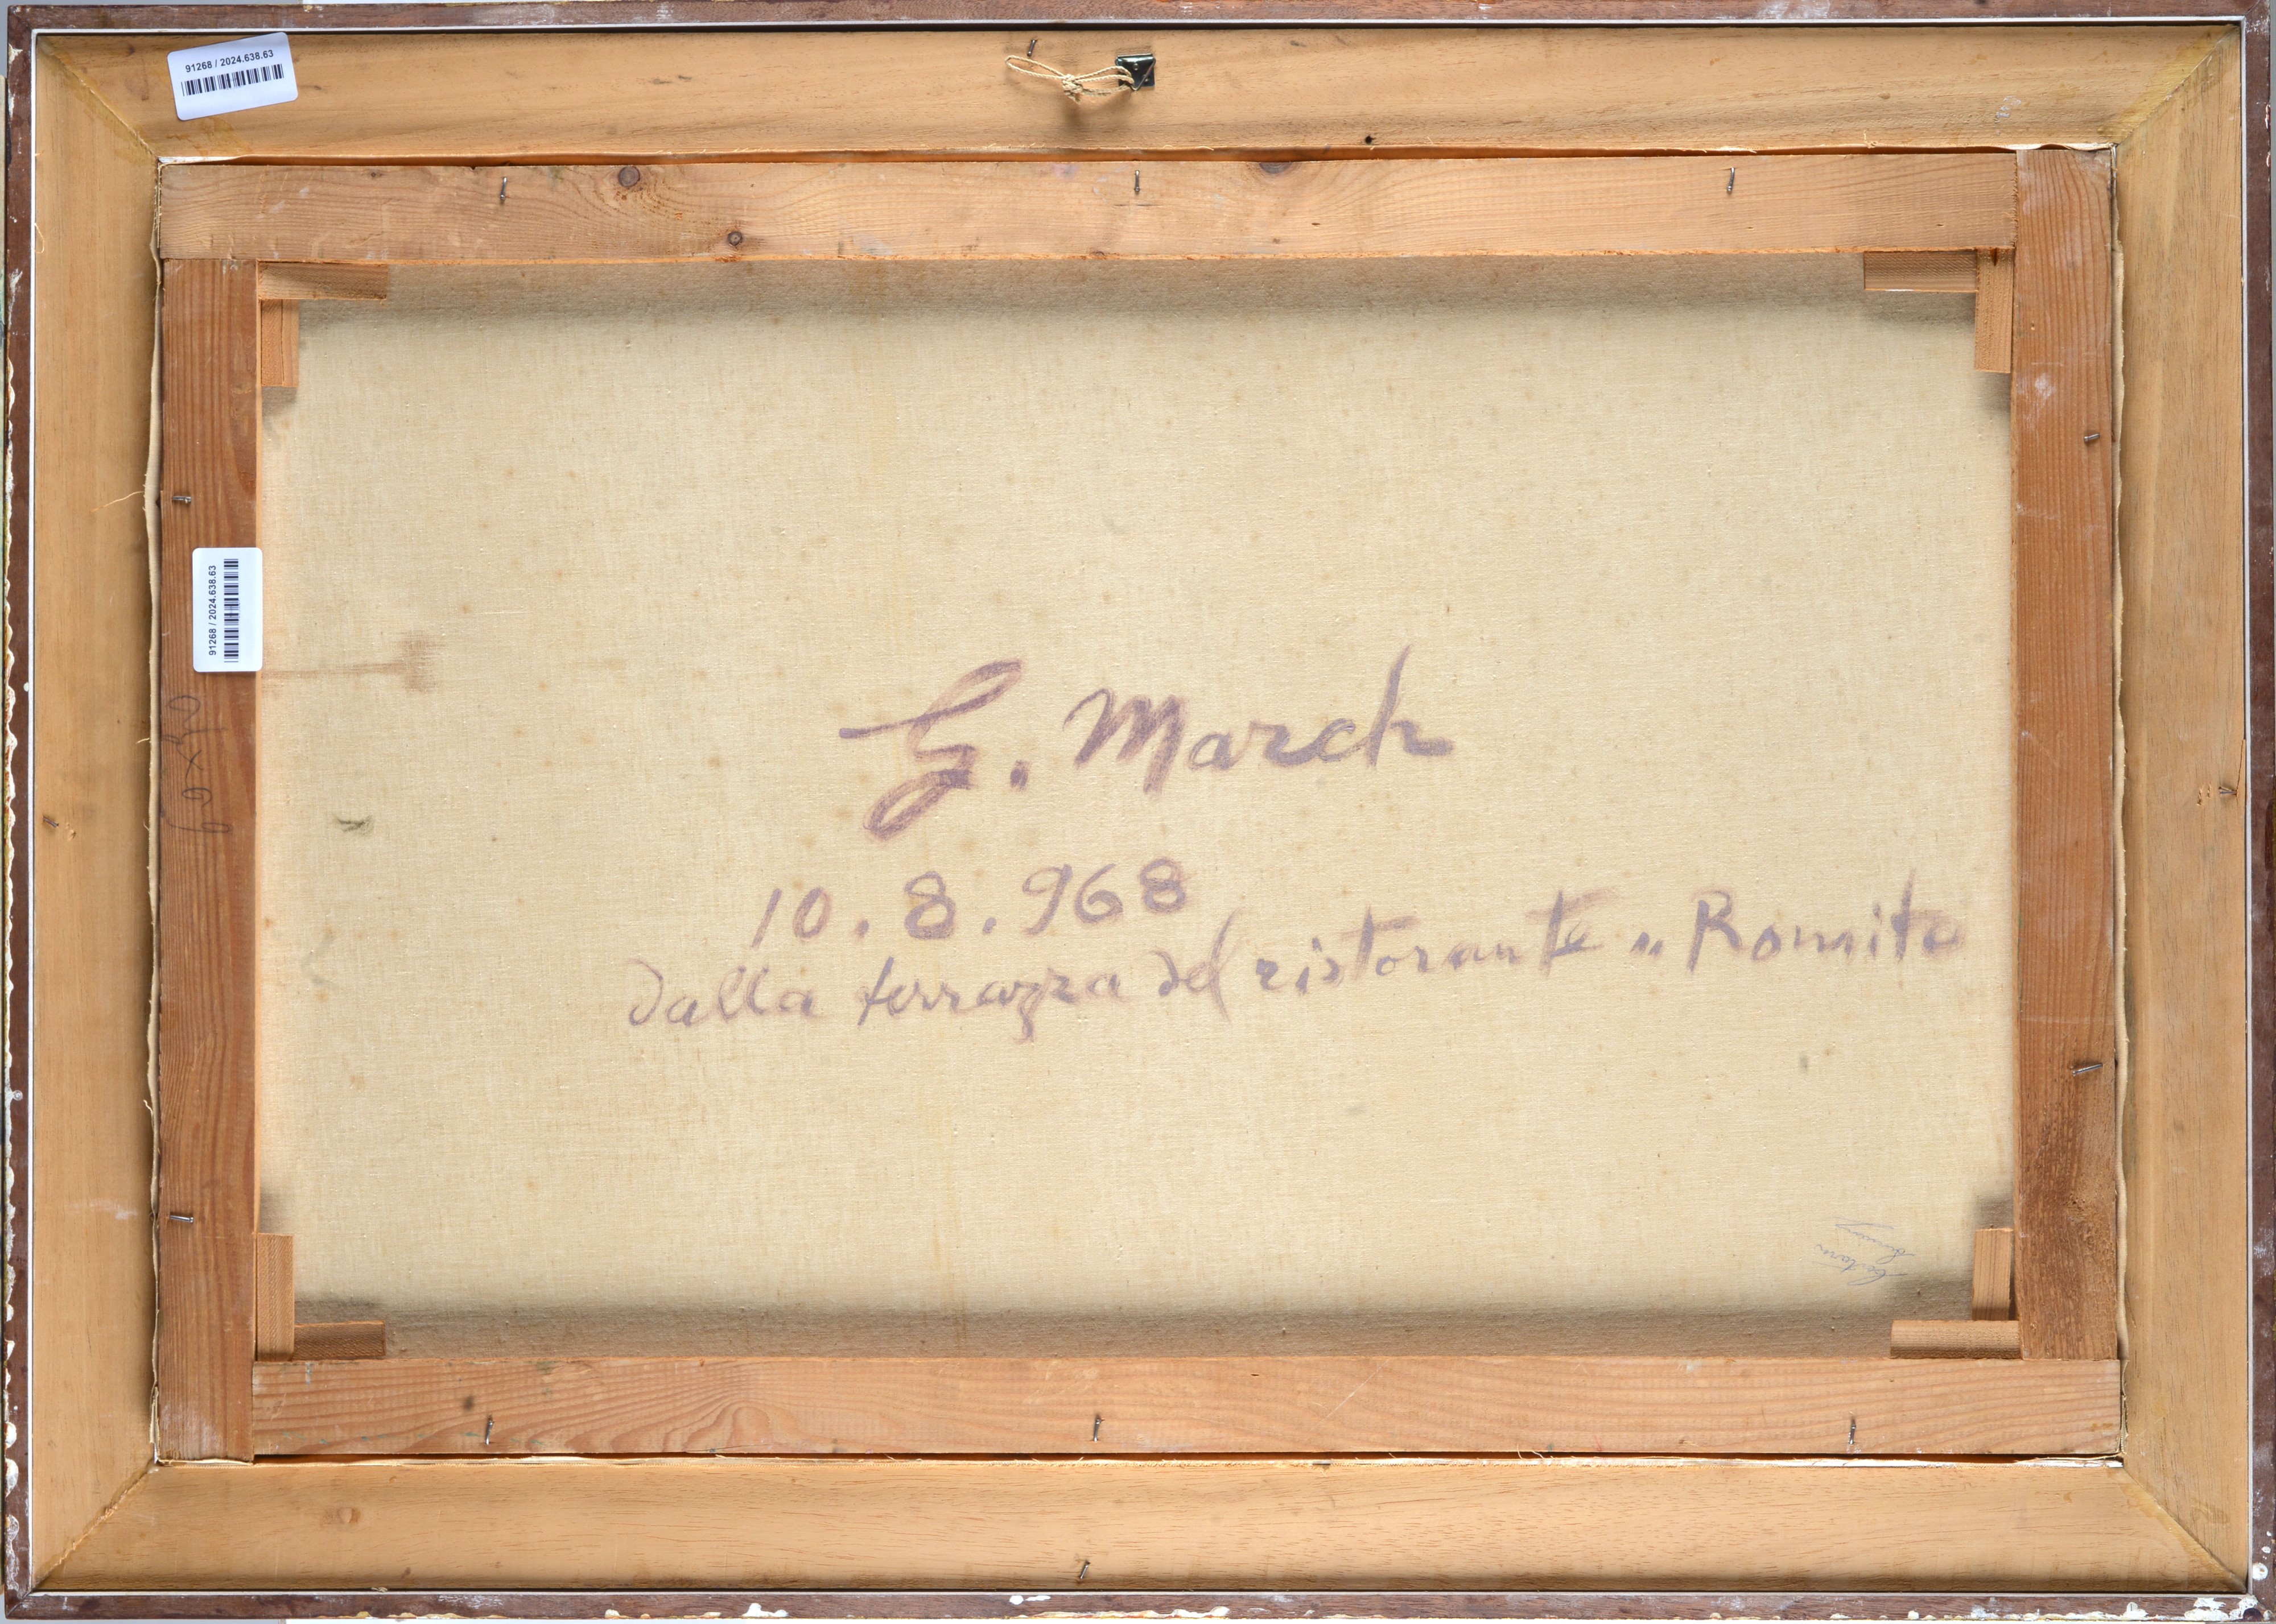 91268 / 2024.638.63
91268 / 2024.638.63
G. March
10.8.968
dalla terrazza del ristorante „ Romito